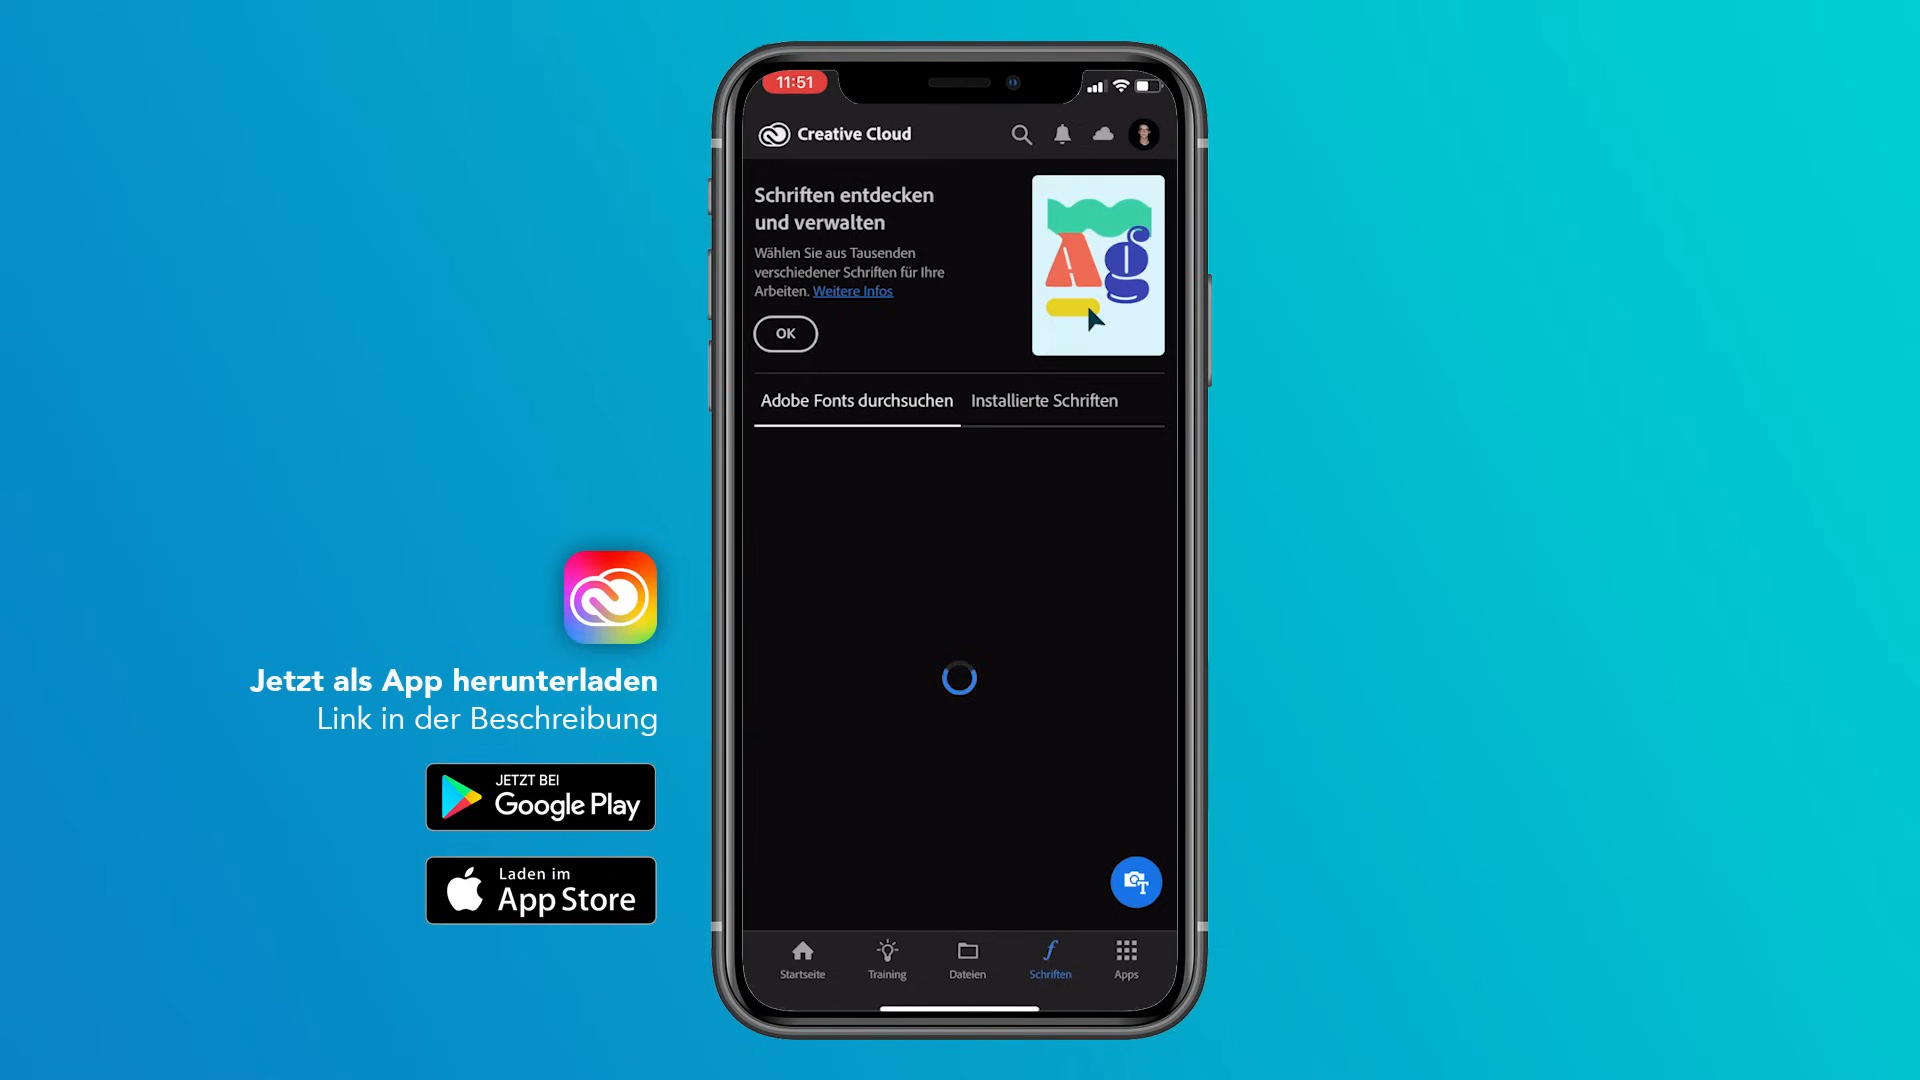 11:51
Creative Cloud
Schriften entdecken
und verwalten
Wählen Sie aus Tausenden
verschiedener Schriften für Ihre
Arbeiten. Weitere Infos
OK
Ag
Adobe Fonts durchsuchen
Installierte Schriften
Jetzt als App herunterladen
Link in der Beschreibung
JETZT BEI
Google Play
Laden im
App Store
T
Startseite
Training
Dateien
f
Schriften
Apps